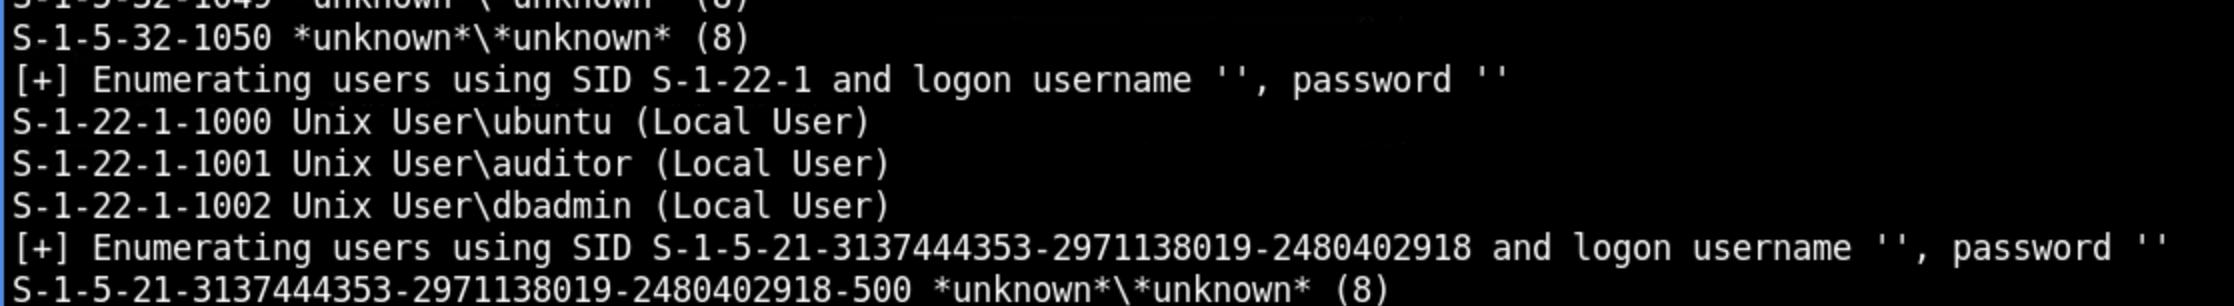 S-1-5-32-1049 *unknown*\*unknown* (8)
S-1-5-32-1050 *unknown*\*unknown* (8)
[+] Enumerating users using SID S-1-22-1 and logon username '', password ''
S-1-22-1-1000 Unix User\ubuntu (Local User)
S-1-22-1-1001 Unix User\auditor (Local User)
S-1-22-1-1002 Unix User\dbadmin (Local User)
[+] Enumerating users using SID S-1-5-21-3137444353-2971138019-2480402918 and logon username '', password ''
S-1-5-21-3137444353-2971138019-2480402918-500 *unknown*\*unknown* (8)